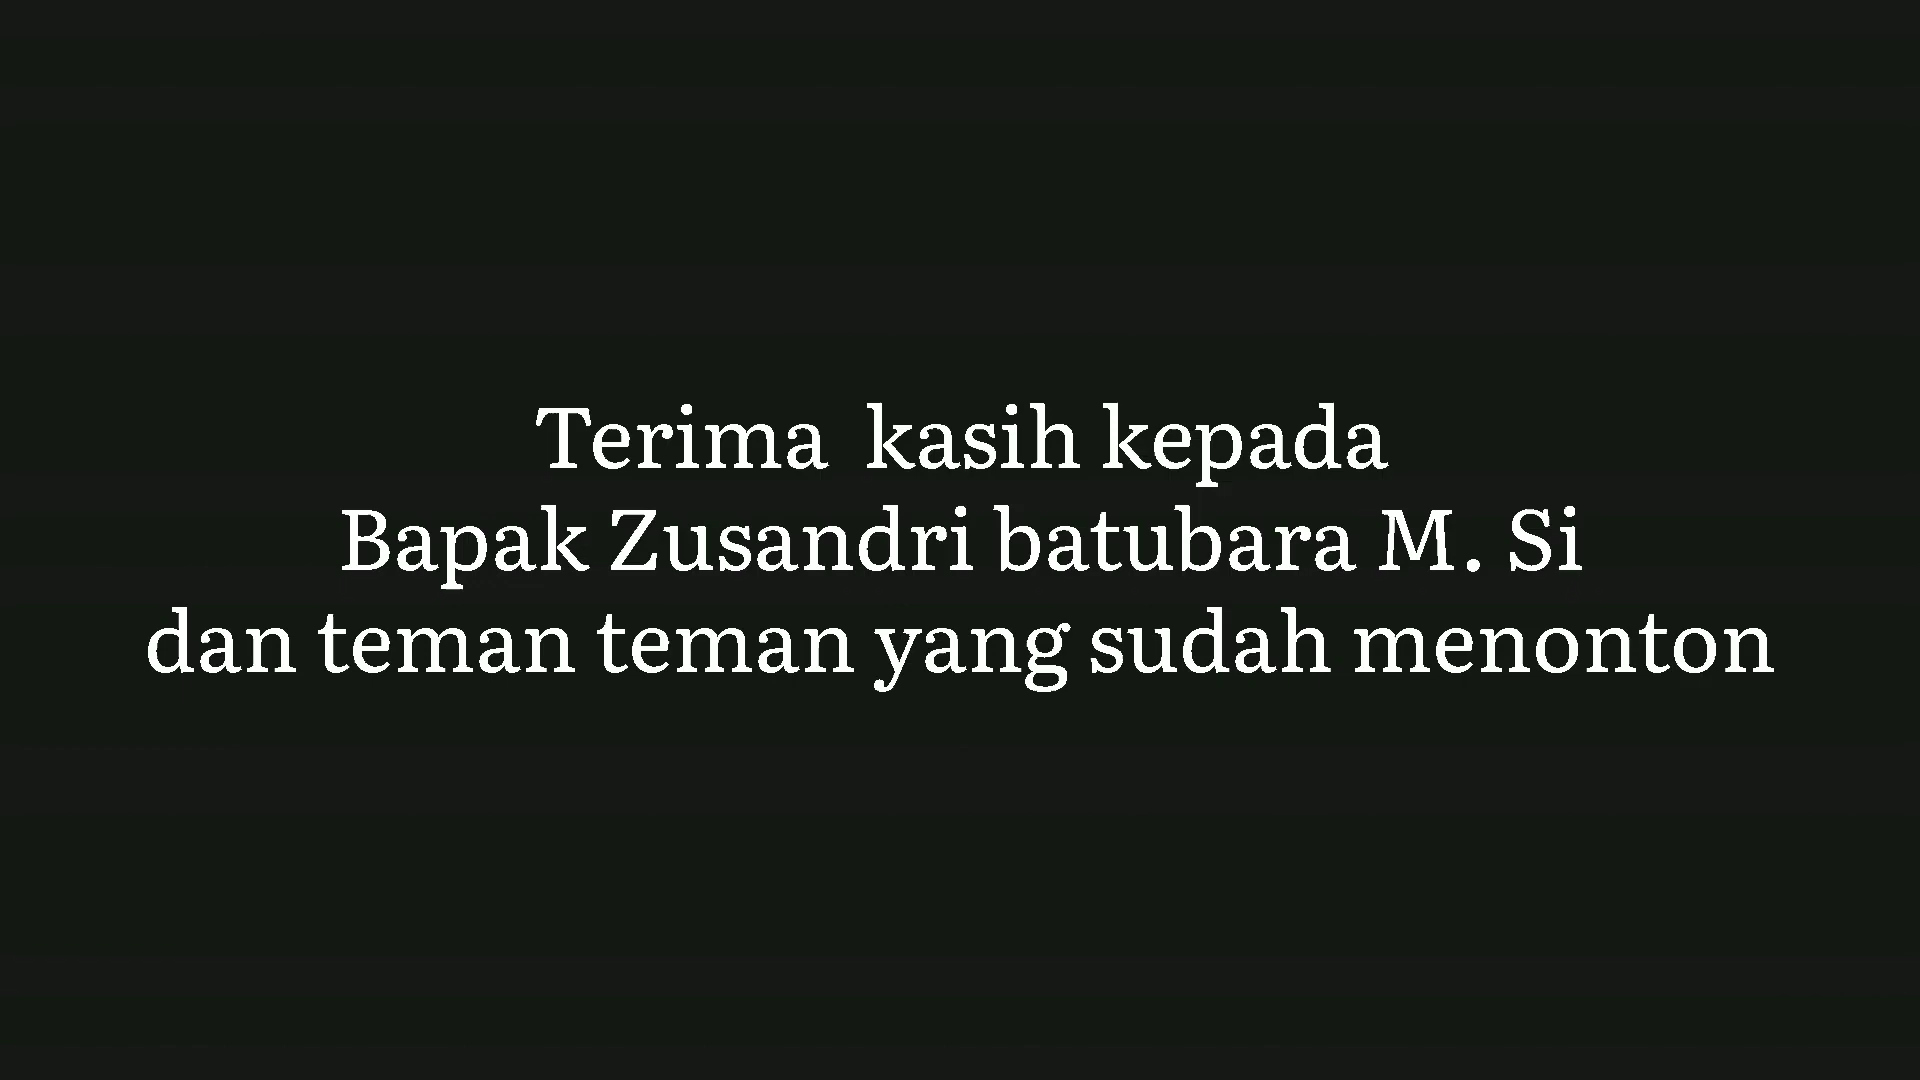 Terima  kasih kepada
Bapak Zusandri batubara M. Si
dan teman teman yang sudah menonton